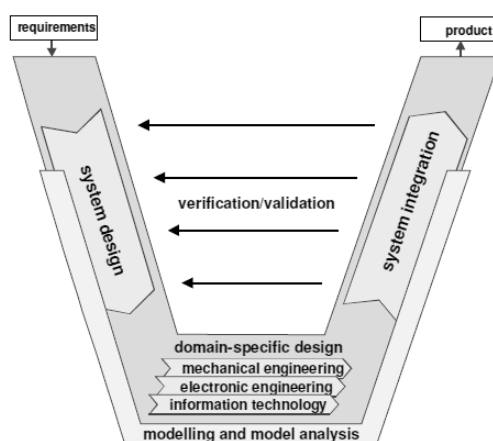 requirements
product
system design
system integration
verification/validation
domain-specific design
mechanical engineering
electronic engineering
information technology
modelling and model analysis